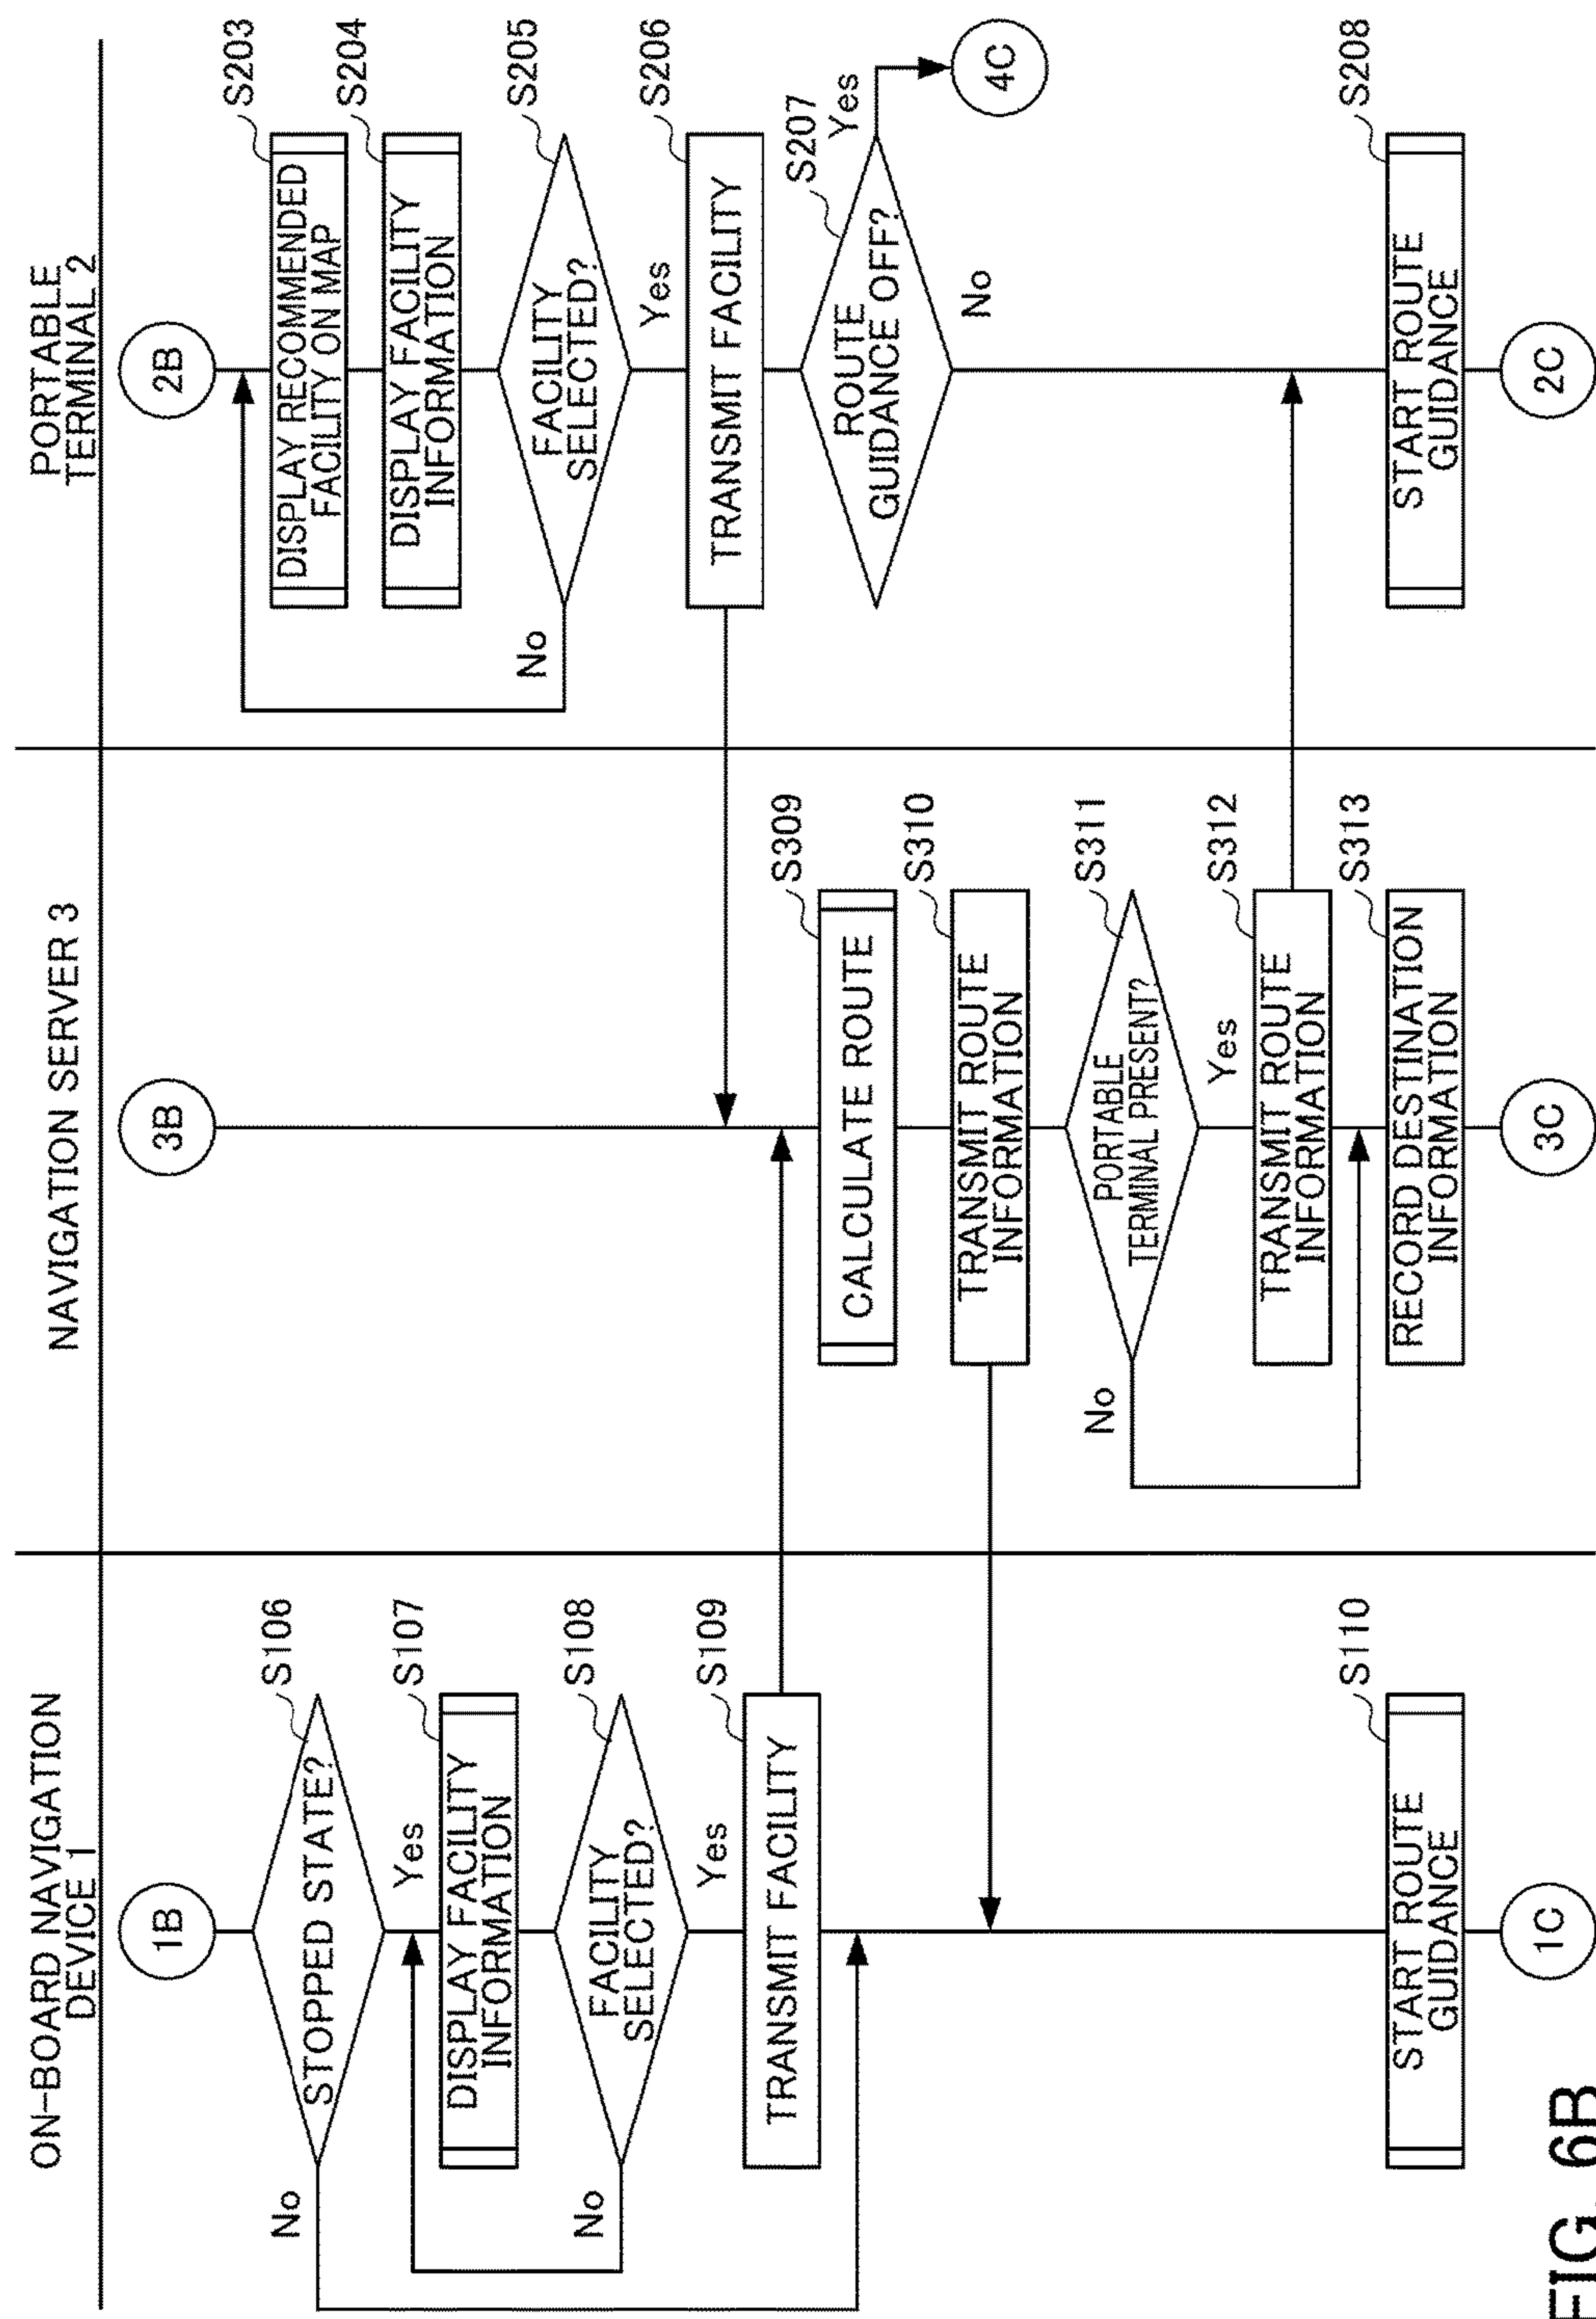 ON-BOARD NAVIGATION
DEVICE 1
1B
STOPPED STATE?
S106
No
Yes
DISPLAY FACILITY
INFORMATION
S107
FACILITY
SELECTED?
S108
No
Yes
TRANSMIT FACILITY
S109
START ROUTE
GUIDANCE
S110
1C
NAVIGATION SERVER 3
3B
CALCULATE ROUTE
S309
TRANSMIT ROUTE
INFORMATION
S310
PORTABLE
TERMINAL PRESENT?
S311
No
Yes
TRANSMIT ROUTE
INFORMATION
S312
RECORD DESTINATION
INFORMATION
S313
3C
PORTABLE
TERMINAL 2
2B
DISPLAY RECOMMENDED
FACILITY ON MAP
S203
DISPLAY FACILITY
INFORMATION
S204
FACILITY
SELECTED?
S205
No
Yes
TRANSMIT FACILITY
S206
ROUTE
GUIDANCE OFF?
S207
Yes
4C
No
START ROUTE
GUIDANCE
S208
2C
FIG. 6B